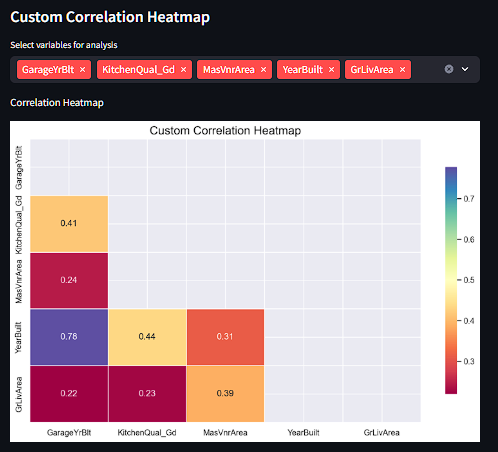 Custom Correlation Heatmap
Select variables for analysis
GarageYrBlt × KitchenQual_Gd × MasVnrArea × YearBuilt × GrLivArea ×
Correlation Heatmap
Custom Correlation Heatmap
GarageYrBlt
KitchenQual_Gd
0.41
MasVnrArea
0.24
YearBuilt
0.78 0.44 0.31
GrLivArea
0.22 0.23 0.39
GarageYrBlt KitchenQual_Gd MasVnrArea YearBuilt GrLivArea
0.7
0.6
0.5
0.4
0.3